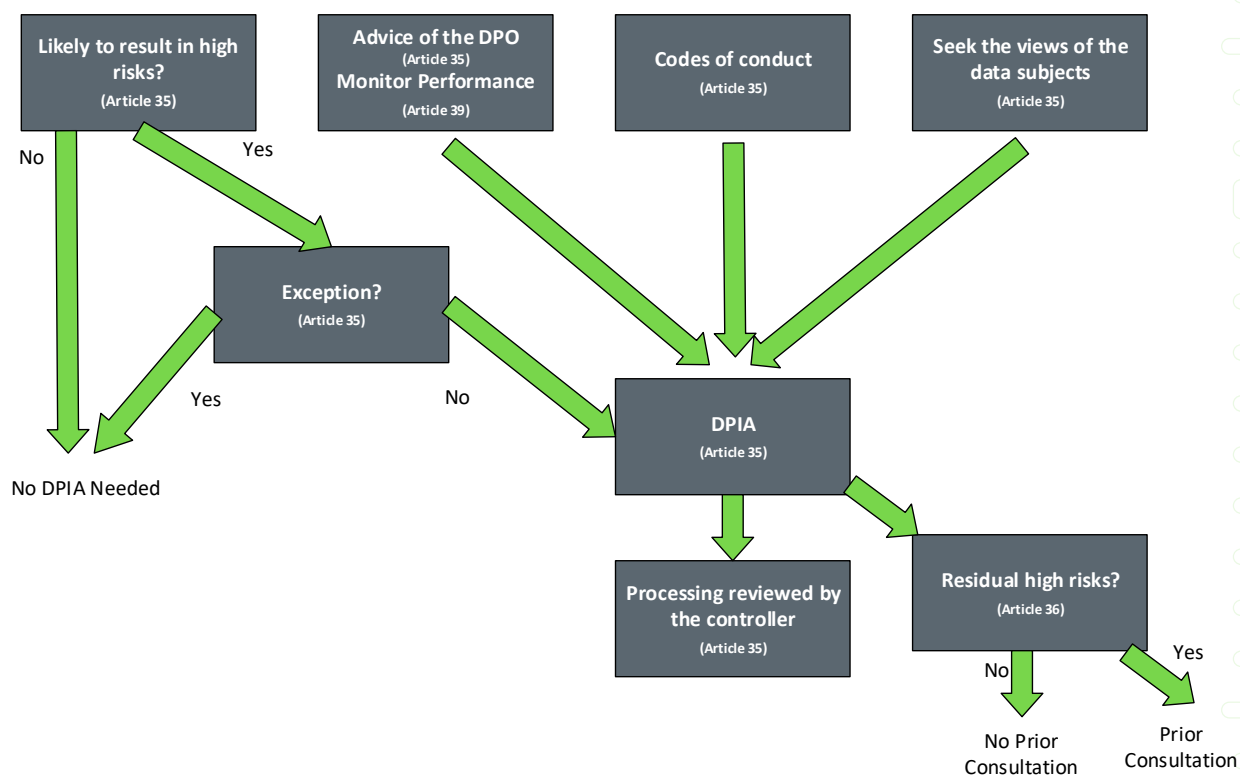 Likely to result in high
risks?
(Article 35)
Advice of the DPO
(Article 35)
Monitor Performance
(Article 39)
Codes of conduct
(Article 35)
Seek the views of the
data subjects
(Article 35)
No
Yes
Exception?
(Article 35)
Yes
No
No DPIA Needed
DPIA
(Article 35)
Processing reviewed by
the controller
(Article 35)
Residual high risks?
(Article 36)
No
Yes
No Prior
Consultation
Prior
Consultation